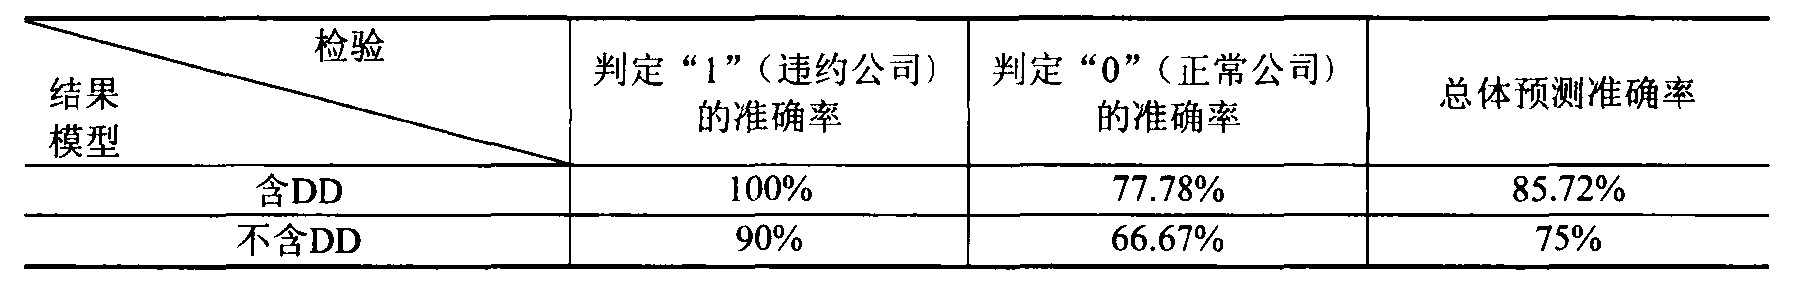 检验
结果
模型
判定“1”（违约公司）
的准确率
判定“0”（正常公司）
的准确率
总体预测准确率
含DD 100% 77.78% 85.72%
不含DD 90% 66.67% 75%